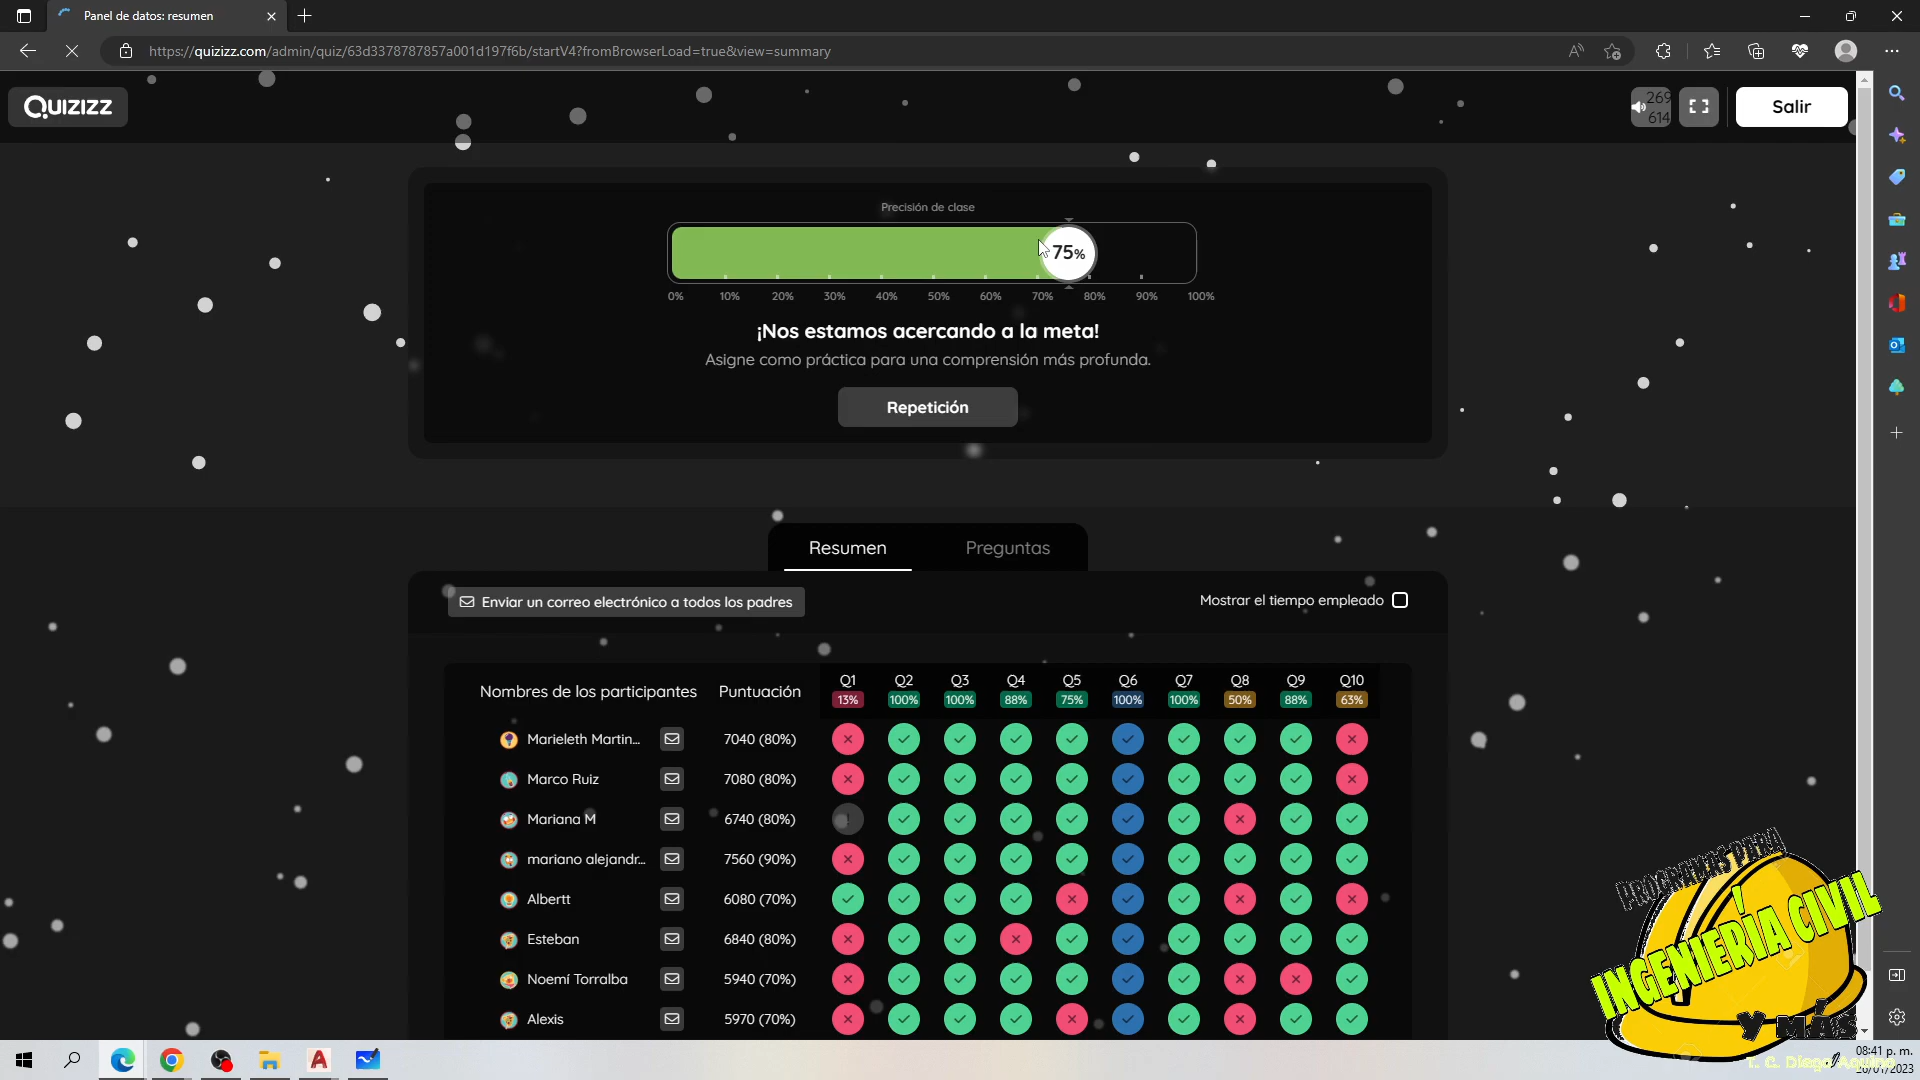 Panel de datos: resumen
https://quizizz.com/admin/quiz/63d3378787857a001d197f6b/startV4?fromBrowserLoad=true&view=summary
QUIZIZZ
269
614
Salir
Precisión de clase
75%
0% 10% 20% 30% 40% 50% 60% 70% 80% 90% 100%
¡Nos estamos acercando a la meta!
Asigne como práctica para una comprensión más profunda.
Repetición
Resumen Preguntas
Enviar un correo electrónico a todos los padres
Mostrar el tiempo empleado
Nombres de los participantes Puntuación Q1 Q2 Q3 Q4 Q5 Q6 Q7 Q8 Q9 Q10
13% 100% 100% 88% 75% 100% 100% 50% 88% 63%
Marieleth Martin... 7040 (80%)
Marco Ruiz 7080 (80%)
Mariana M 6740 (80%)
mariano alejandr... 7560 (90%)
Albertt 6080 (70%)
Esteban 6840 (80%)
Noemí Torralba 5940 (70%)
Alexis 5970 (70%)
PROGRAMAS PARA
INGENIERÍA CIVIL
Y MÁS
08:41 p. m.